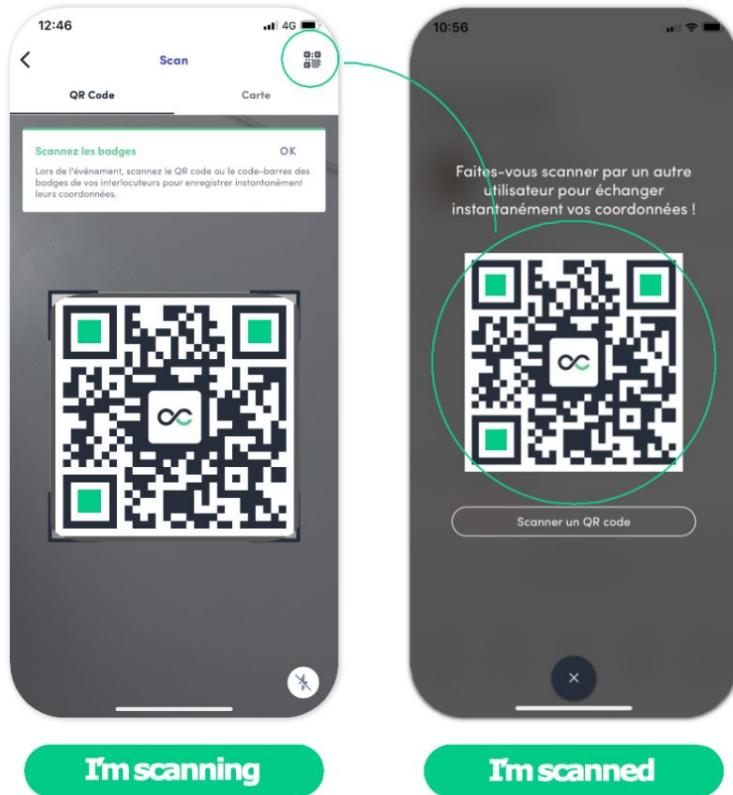 12:46
4G
Scan
QR Code
Carte
Scannez les badges
OK
Lors de l'événement, scannez le QR code ou le code-barres des
badges de vos interlocuteurs pour enregistrer instantanément
leurs coordonnées.
I'm scanning
10:56
Faites-vous scanner par un autre
utilisateur pour échanger
instantanément vos coordonnées !
Scanner un QR code
I'm scanned